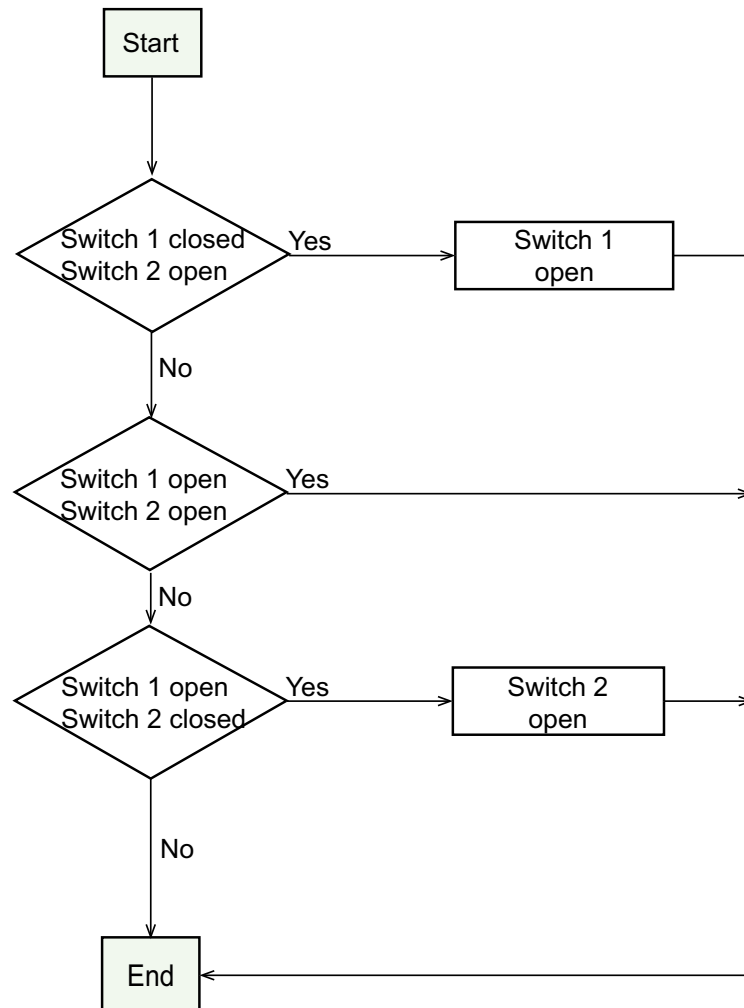 Start
Switch 1 closed
Switch 2 open
Yes
Switch 1
open
No
Switch 1 open
Switch 2 open
Yes
No
Switch 1 open
Switch 2 closed
Yes
Switch 2
open
No
End